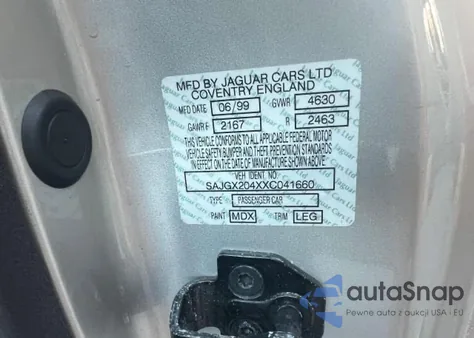 MFD BY JAGUAR CARS LTD
COVENTRY, ENGLAND
MFD DATE 06/99 GVWR 4630
GAWR F 2167 R 2463
THIS VEHICLE CONFORMS TO ALL APPLICABLE FEDERAL MOTOR
VEHICLE SAFETY BUMPER AND THEFT PREVENTION STANDARDS
IN EFFECT ON THE DATE OF MANUFACTURE SHOWN ABOVE.
VEH IDENT. NO.
SAJGX204XXC041660
TYPE PASSENGER CAR
PAINT MDX TRIM LEG
autoSnap
Pewne auta z aukcji USA i EU